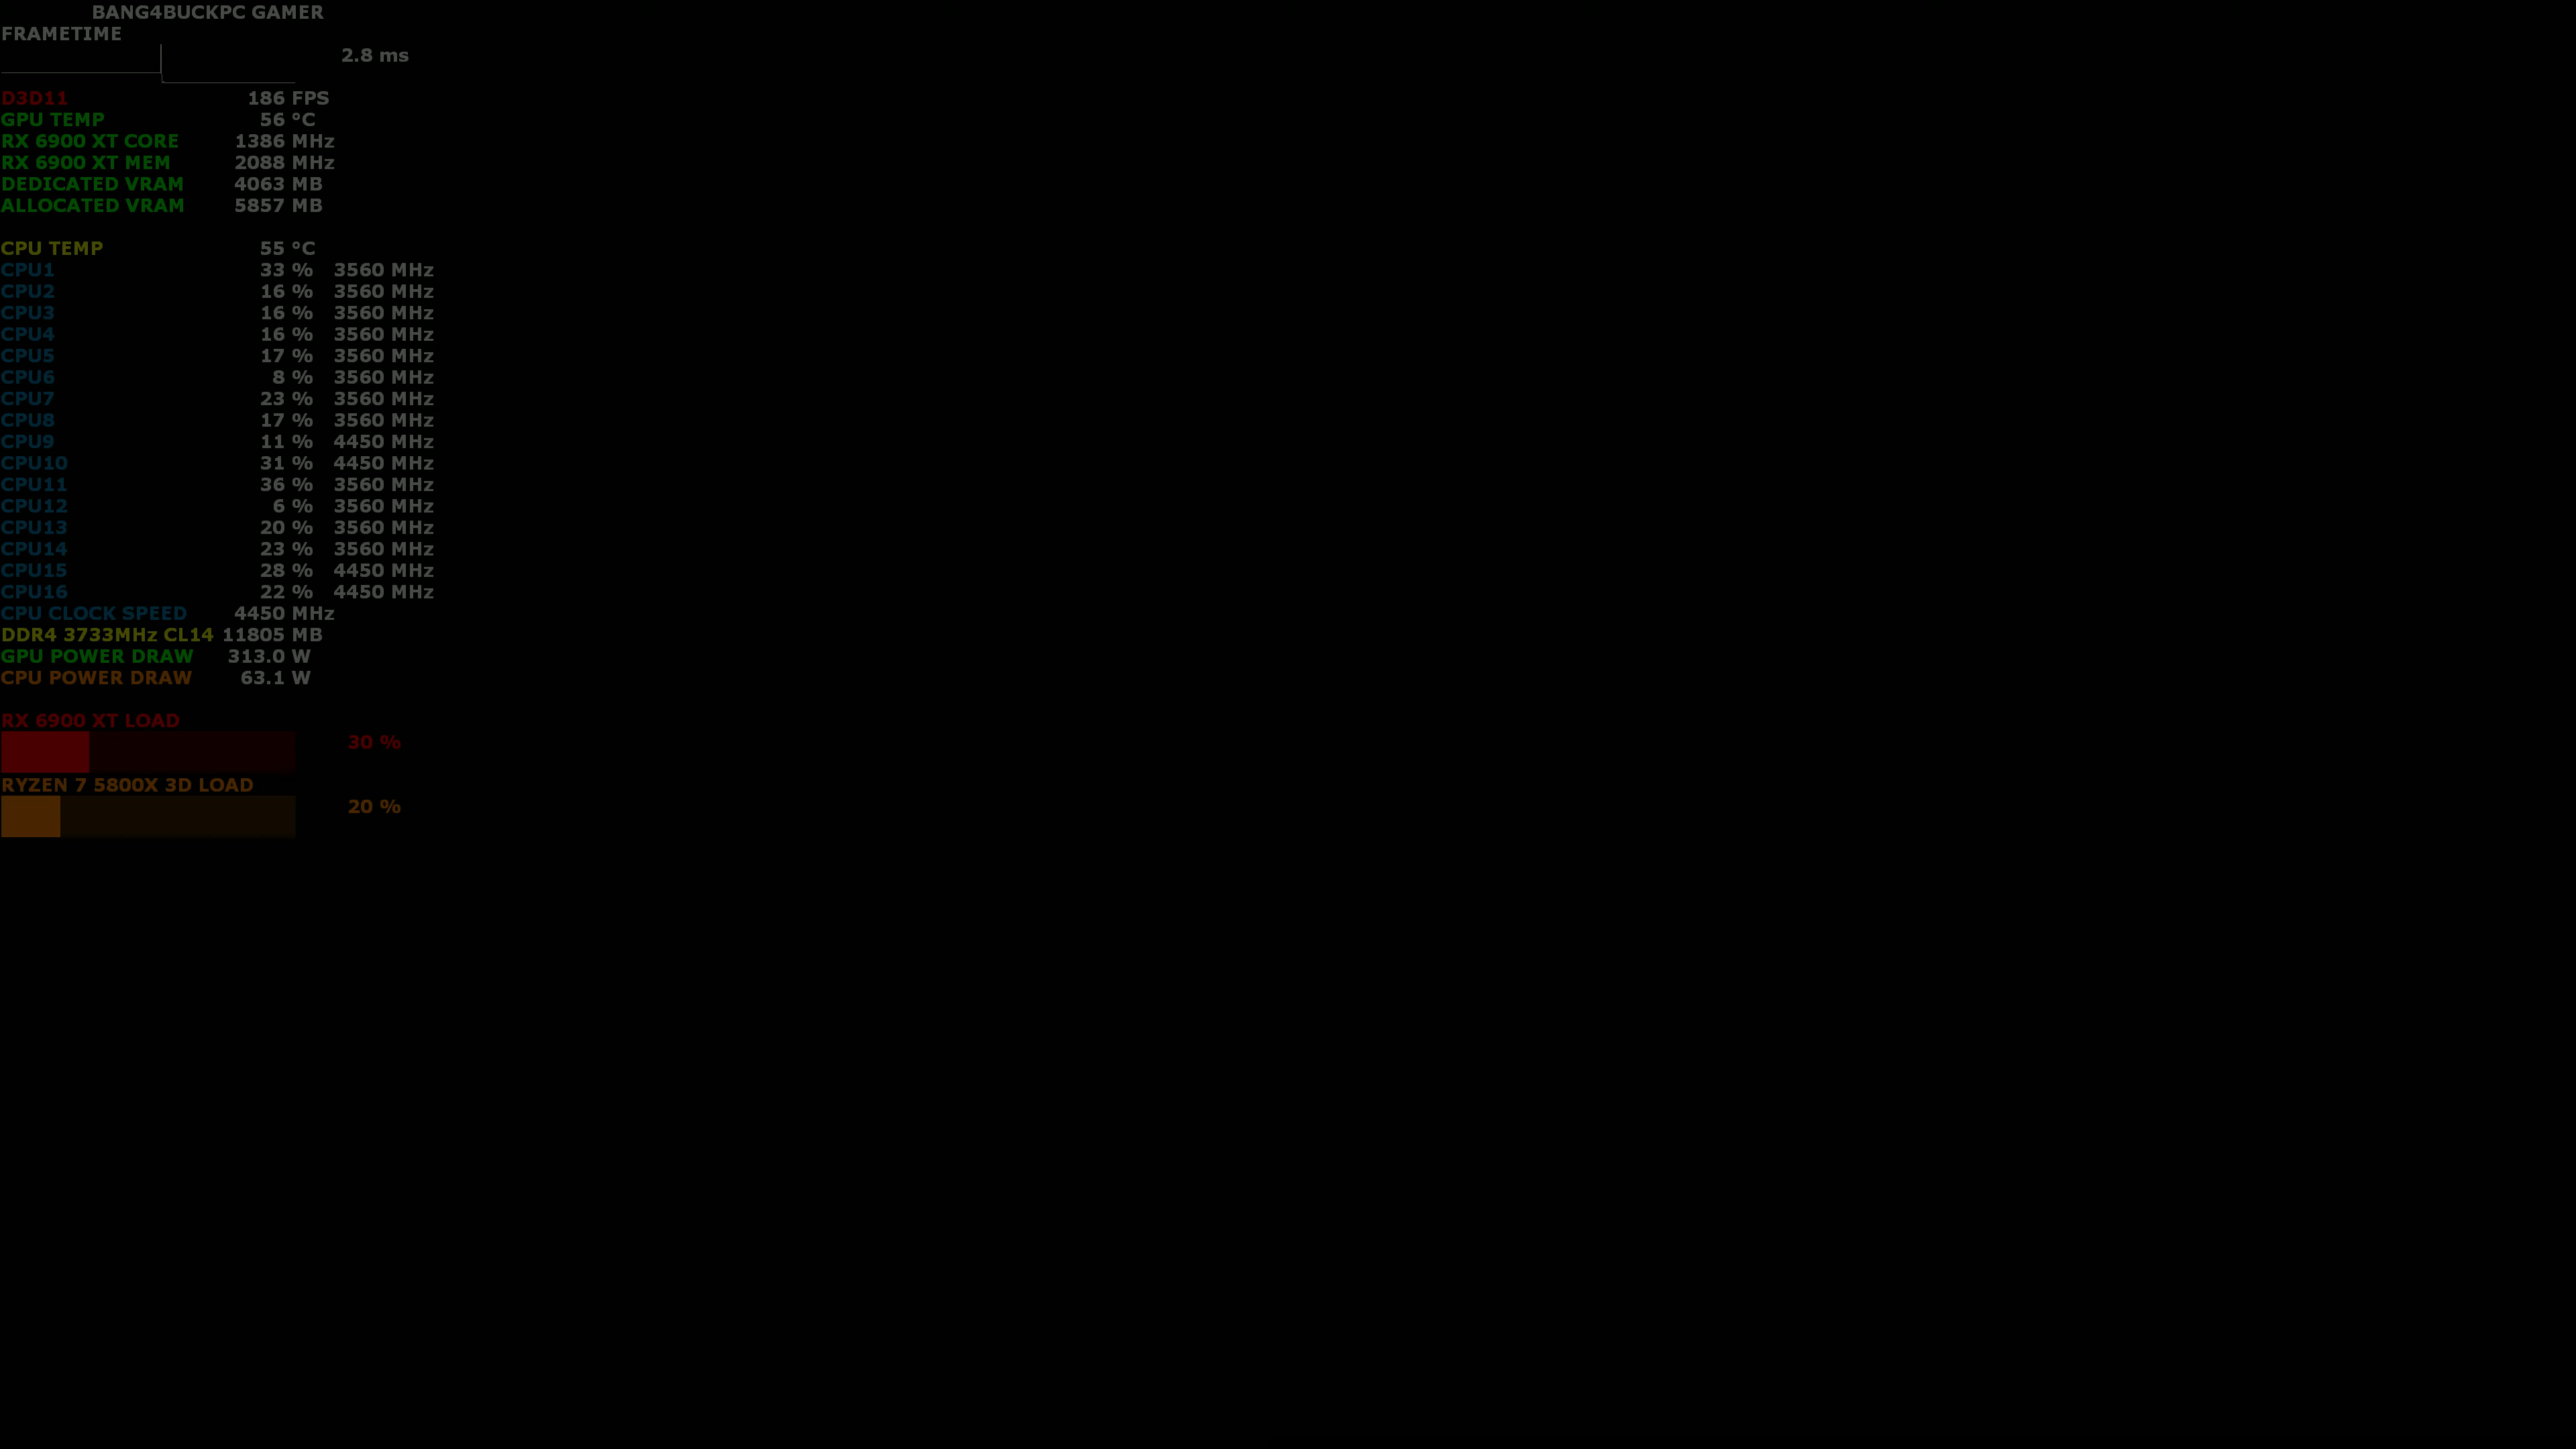 BANG4BUCKPC GAMER
FRAMETIME
2.8 ms
D3D11 186 FPS
GPU TEMP 56 °C
RX 6900 XT CORE 1386 MHz
RX 6900 XT MEM 2088 MHz
DEDICATED VRAM 4063 MB
ALLOCATED VRAM 5857 MB
CPU TEMP 55 °C
CPU1 33 % 3560 MHz
CPU2 16 % 3560 MHz
CPU3 16 % 3560 MHz
CPU4 16 % 3560 MHz
CPU5 17 % 3560 MHz
CPU6 8 % 3560 MHz
CPU7 23 % 3560 MHz
CPU8 17 % 3560 MHz
CPU9 11 % 4450 MHz
CPU10 31 % 4450 MHz
CPU11 36 % 3560 MHz
CPU12 6 % 3560 MHz
CPU13 20 % 3560 MHz
CPU14 23 % 3560 MHz
CPU15 28 % 4450 MHz
CPU16 22 % 4450 MHz
CPU CLOCK SPEED 4450 MHz
DDR4 3733MHz CL14 11805 MB
GPU POWER DRAW 313.0 W
CPU POWER DRAW 63.1 W
RX 6900 XT LOAD
30 %
RYZEN 7 5800X 3D LOAD
20 %